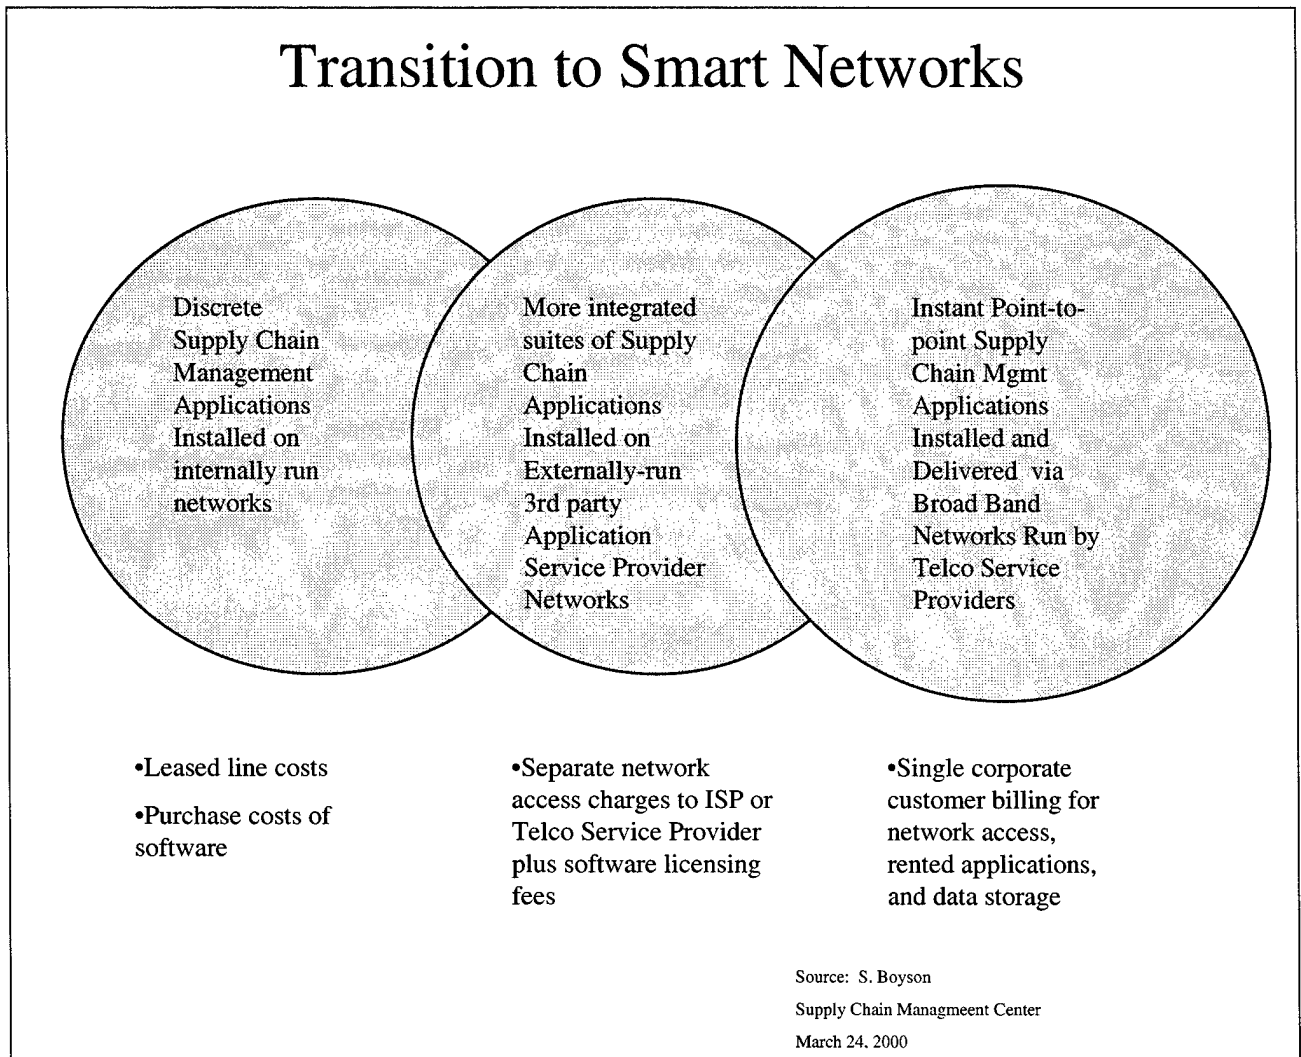 Transition to Smart Networks
Discrete
Supply Chain
Management
Applications
Installed on
internally run
networks
More integrated
suites of Supply
Chain
Applications
Installed on
Externally-run
3rd party
Application
Service Provider
Networks
Instant Point-to-
point Supply
Chain Mgmt
Applications
Installed and
Delivered via
Broad Band
Networks Run by
Telco Service
Providers
•Leased line costs
•Purchase costs of
software
•Separate network
access charges to ISP or
Telco Service Provider
plus software licensing
fees
•Single corporate
customer billing for
network access,
rented applications,
and data storage
Source: S. Boyson
Supply Chain Managmeent Center
March 24, 2000